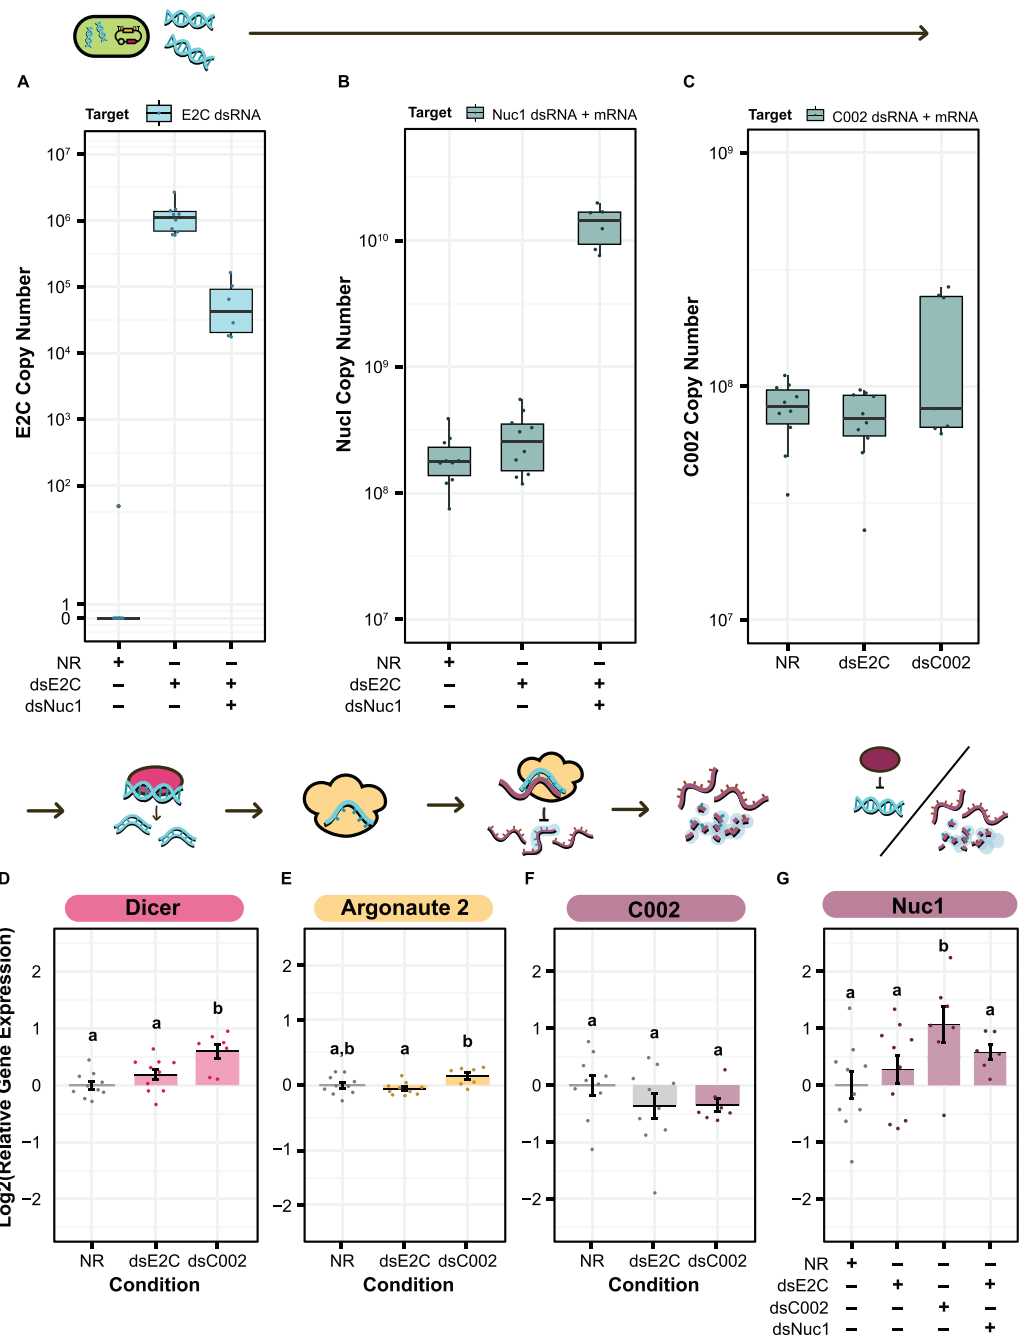 A
B
C
Target E2C dsRNA
Target Nuc1 dsRNA + mRNA
Target C002 dsRNA + mRNA
E2C Copy Number
10⁷
10⁶
10⁵
10⁴
10³
10²
1
0
NR + – –
dsE2C – + +
dsNuc1 – – +
NucI Copy Number
10¹⁰
10⁹
10⁸
10⁷
NR + – –
dsE2C – + +
dsNuc1 – – +
C002 Copy Number
10⁹
10⁸
10⁷
NR dsE2C dsC002
D
E
F
G
Dicer
Argonaute 2
C002
Nuc1
Log2(Relative Gene Expression)
2
1
0
−1
−2
a a b
NR dsE2C dsC002
Condition
2
1
0
−1
−2
a,b a b
NR dsE2C dsC002
Condition
2
1
0
−1
−2
a a a
NR dsE2C dsC002
Condition
2
1
0
−1
−2
a a b a
NR + – – –
dsE2C – + – +
dsC002 – – + –
dsNuc1 – – – +